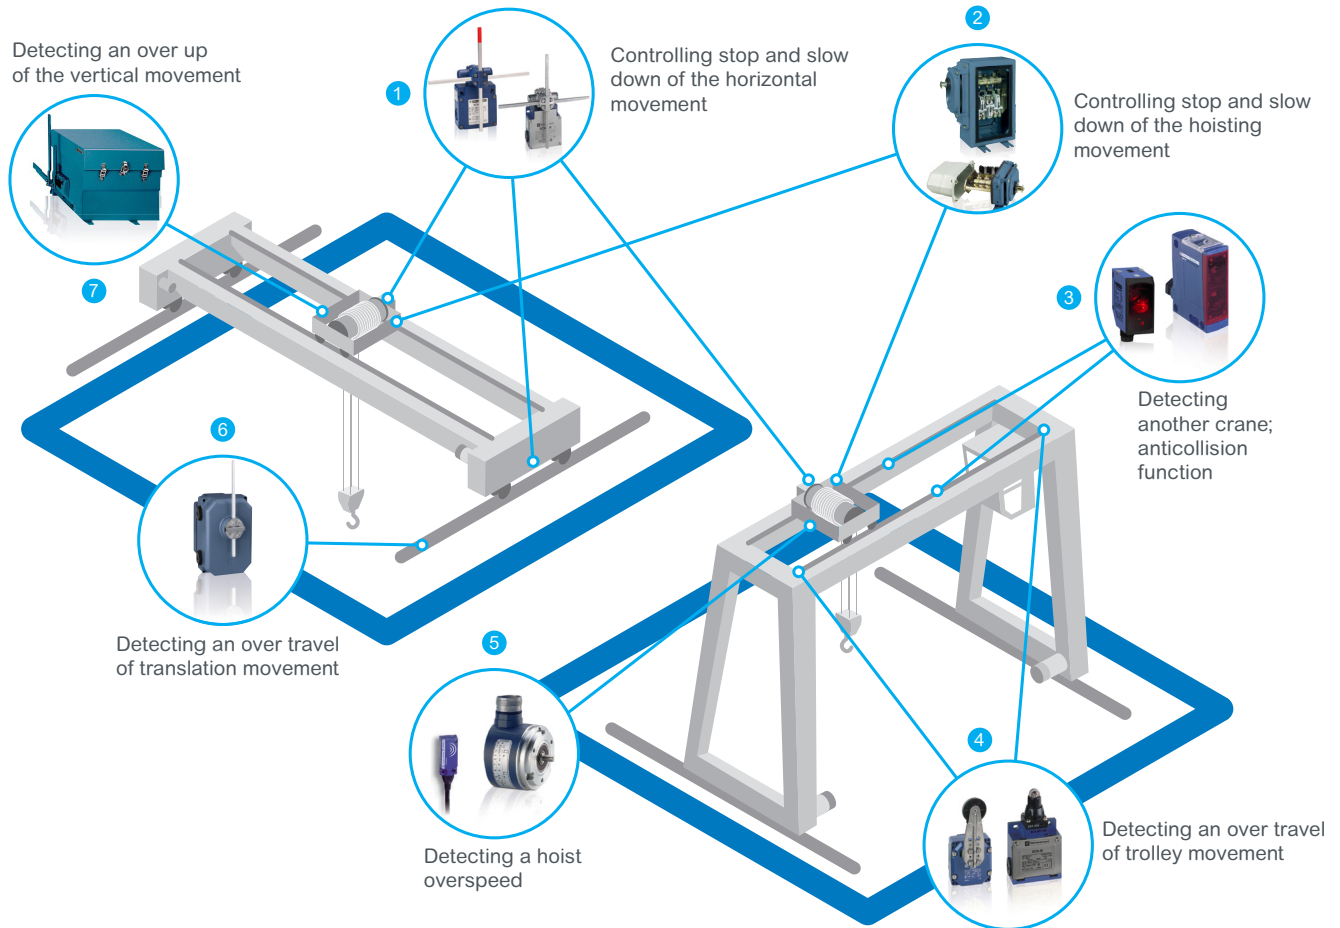 Detecting an over up
of the vertical movement
7
1
Controlling stop and slow
down of the horizontal
movement
2
Controlling stop and slow
down of the hoisting
movement
3
Detecting
another crane;
anticollision
function
6
Detecting an over travel
of translation movement
5
Detecting a hoist
overspeed
4
Detecting an over travel
of trolley movement